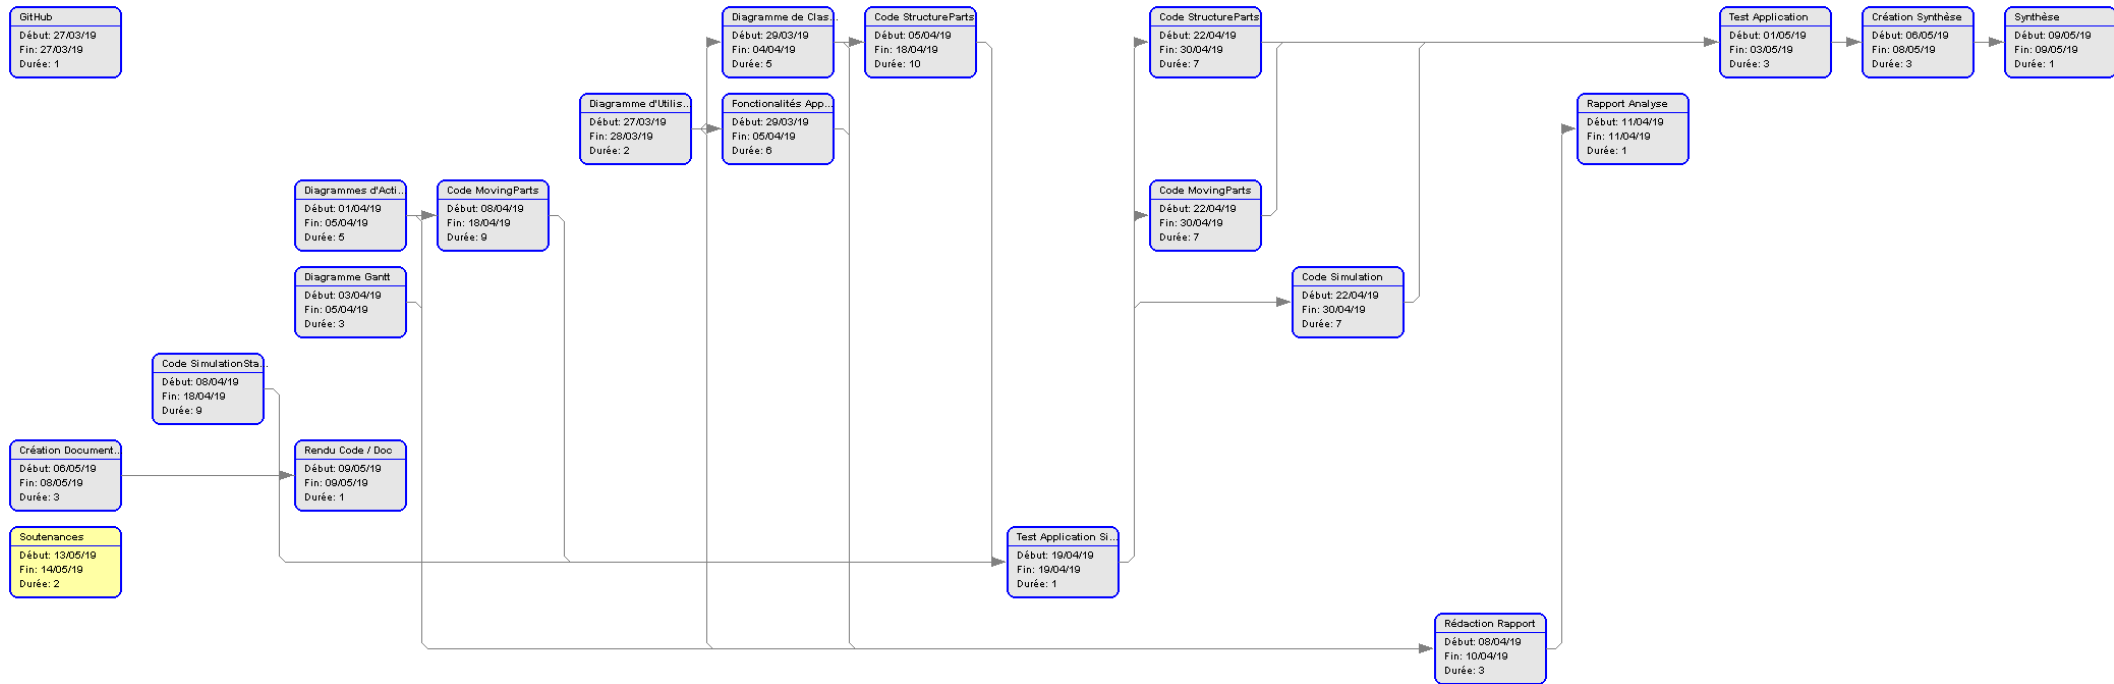 GitHub
Début: 27/03/19
Fin: 27/03/19
Durée: 1
Diagramme de Clas...
Début: 29/03/19
Fin: 04/04/19
Durée: 5
Code StructureParts
Début: 05/04/19
Fin: 18/04/19
Durée: 10
Code StructureParts
Début: 22/04/19
Fin: 30/04/19
Durée: 7
Test Application
Début: 01/05/19
Fin: 03/05/19
Durée: 3
Création Synthèse
Début: 06/05/19
Fin: 08/05/19
Durée: 3
Synthèse
Début: 09/05/19
Fin: 09/05/19
Durée: 1
Diagramme d'Utilis...
Début: 27/03/19
Fin: 28/03/19
Durée: 2
Fonctionalités App...
Début: 29/03/19
Fin: 05/04/19
Durée: 6
Rapport Analyse
Début: 11/04/19
Fin: 11/04/19
Durée: 1
Diagrammes d'Acti...
Début: 01/04/19
Fin: 05/04/19
Durée: 5
Code MovingParts
Début: 08/04/19
Fin: 18/04/19
Durée: 9
Code MovingParts
Début: 22/04/19
Fin: 30/04/19
Durée: 7
Diagramme Gantt
Début: 03/04/19
Fin: 05/04/19
Durée: 3
Code Simulation
Début: 22/04/19
Fin: 30/04/19
Durée: 7
Code SimulationSta...
Début: 08/04/19
Fin: 18/04/19
Durée: 9
Création Document...
Début: 06/05/19
Fin: 08/05/19
Durée: 3
Rendu Code / Doc
Début: 09/05/19
Fin: 09/05/19
Durée: 1
Soutenances
Début: 13/05/19
Fin: 14/05/19
Durée: 2
Test Application Si...
Début: 19/04/19
Fin: 19/04/19
Durée: 1
Rédaction Rapport
Début: 08/04/19
Fin: 10/04/19
Durée: 3